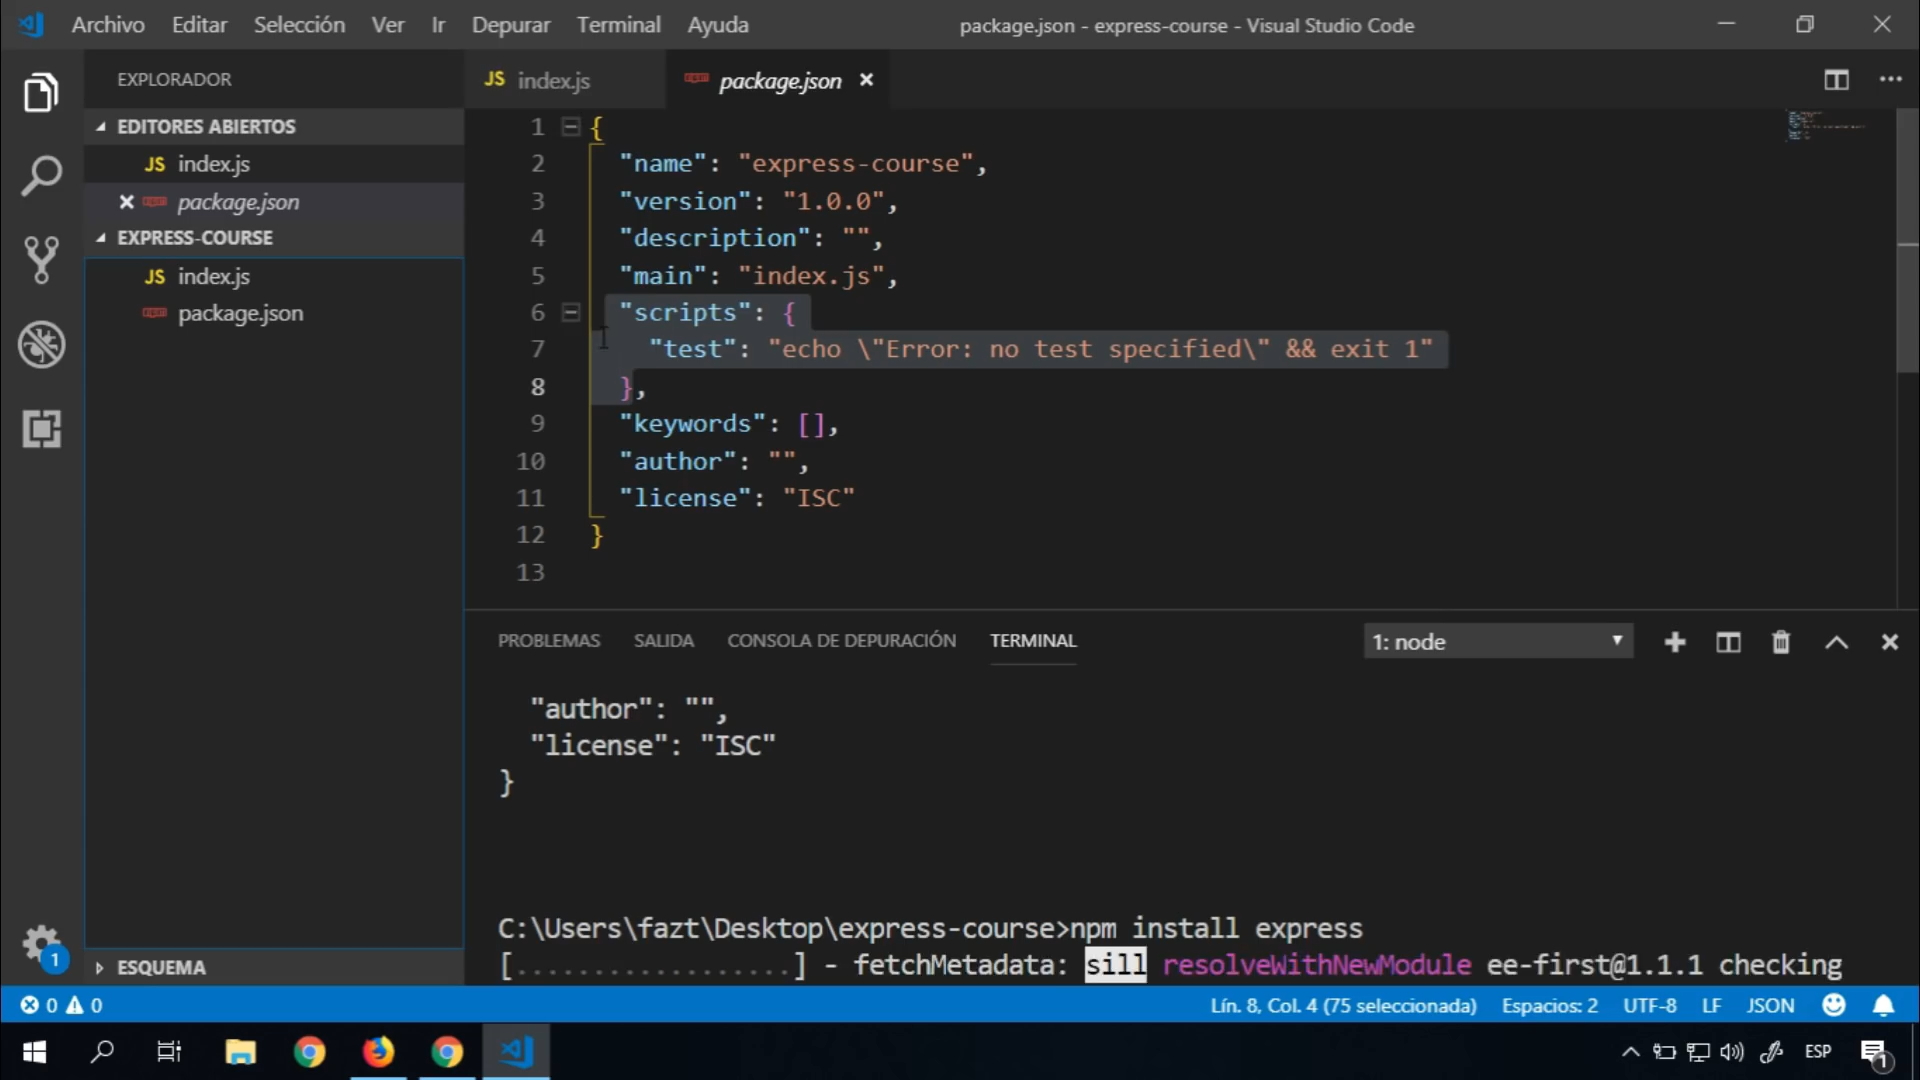 Archivo Editar Selección Ver Ir Depurar Terminal Ayuda package.json - express-course - Visual Studio Code
EXPLORADOR
JS index.js
package.json
EDITORES ABIERTOS
JS index.js
package.json
EXPRESS-COURSE
JS index.js
package.json
ESQUEMA
1
1 {
2 "name": "express-course",
3 "version": "1.0.0",
4 "description": "",
5 "main": "index.js",
6 "scripts": {
7 "test": "echo \"Error: no test specified\" && exit 1"
8 },
9 "keywords": [],
10 "author": "",
11 "license": "ISC"
12 }
13
PROBLEMAS SALIDA CONSOLA DE DEPURACIÓN TERMINAL 1: node
"author": "",
"license": "ISC"
}
C:\Users\fazt\Desktop\express-course>npm install express
[..................] - fetchMetadata: sill resolveWithNewModule ee-first@1.1.1 checking
0 0 Lín. 8, Col. 4 (75 seleccionada) Espacios: 2 UTF-8 LF JSON
ESP 1